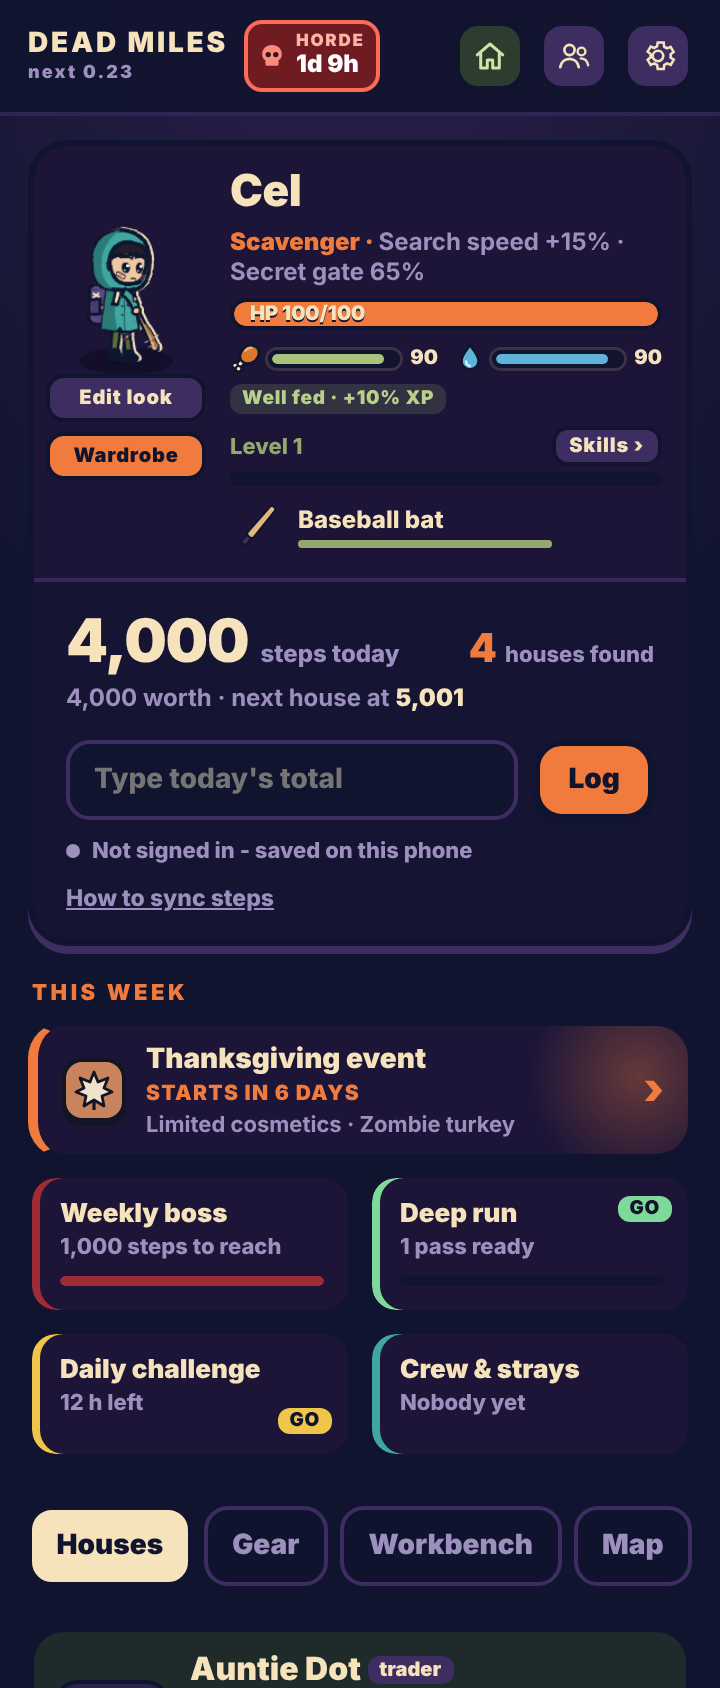 DEAD MILES
next 0.23
HORDE
1d 9h
Cel
Scavenger · Search speed +15% ·
Secret gate 65%
HP 100/100
90
90
Well fed · +10% XP
Edit look
Wardrobe
Level 1
Skills ›
Baseball bat
4,000 steps today
4 houses found
4,000 worth · next house at 5,001
Type today's total
Log
Not signed in - saved on this phone
How to sync steps
THIS WEEK
Thanksgiving event
STARTS IN 6 DAYS
Limited cosmetics · Zombie turkey
Weekly boss
1,000 steps to reach
Deep run
GO
1 pass ready
Daily challenge
12 h left
GO
Crew & strays
Nobody yet
Houses
Gear
Workbench
Map
Auntie Dot trader